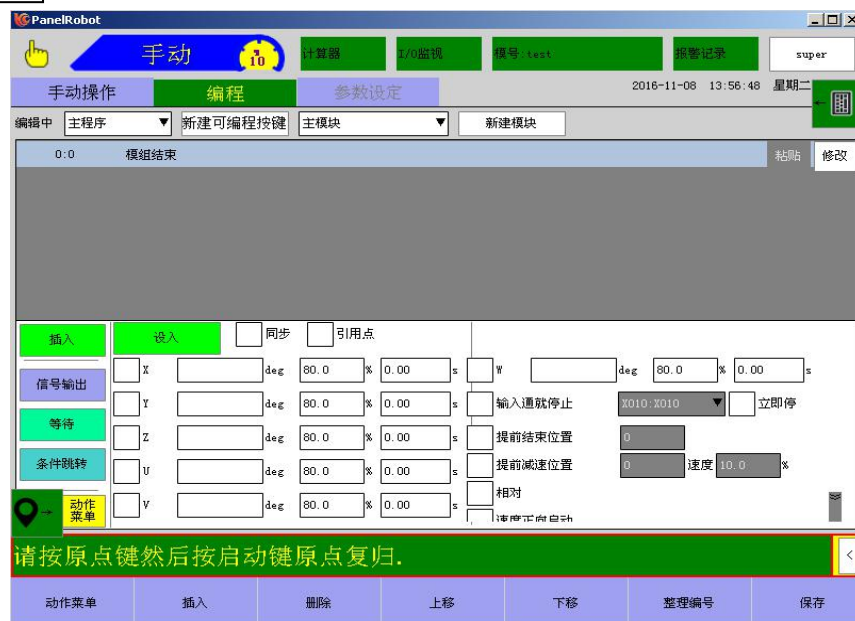 PanelRobot
手动 1/10 计算器 I/O监视 模号:test 报警记录 super
手动操作 编程 参数设定 2016-11-08 13:56:48 星期二
编辑中 主程序 新建可编程按键 主模块 新建模块
0:0 模组结束 粘贴 修改
插入 设入 同步 引用点
X deg 80.0 % 0.00 s W deg 80.0 % 0.00 s
信号输出
Y deg 80.0 % 0.00 s 输入通就停止 X010:X010 立即停
等待
Z deg 80.0 % 0.00 s 提前结束位置 0
条件跳转
U deg 80.0 % 0.00 s 提前减速位置 0 速度 10.0 %
动作菜单
V deg 80.0 % 0.00 s 相对
速度正向启动
请按原点键然后按启动键原点复归.
动作菜单 插入 删除 上移 下移 整理编号 保存